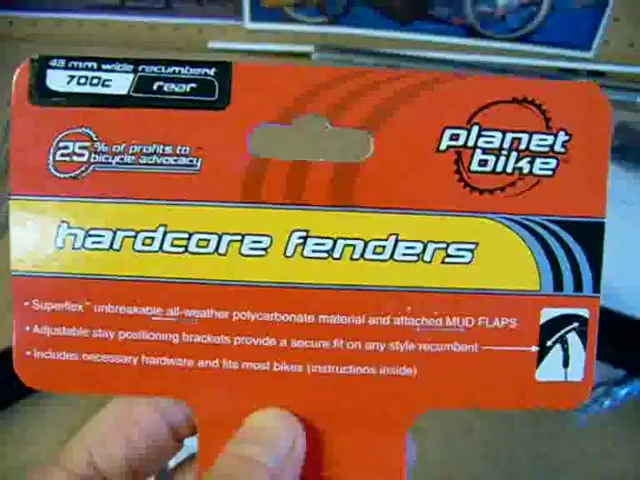 45 mm wide recumbent
700c rear
25% of profits to
bicycle advocacy
planet
bike
hardcore fenders
• Superflex™ unbreakable all-weather polycarbonate material and attached MUD FLAPS
• Adjustable stay positioning brackets provide a secure fit on any style recumbent
• Includes necessary hardware and fits most bikes (instructions inside)